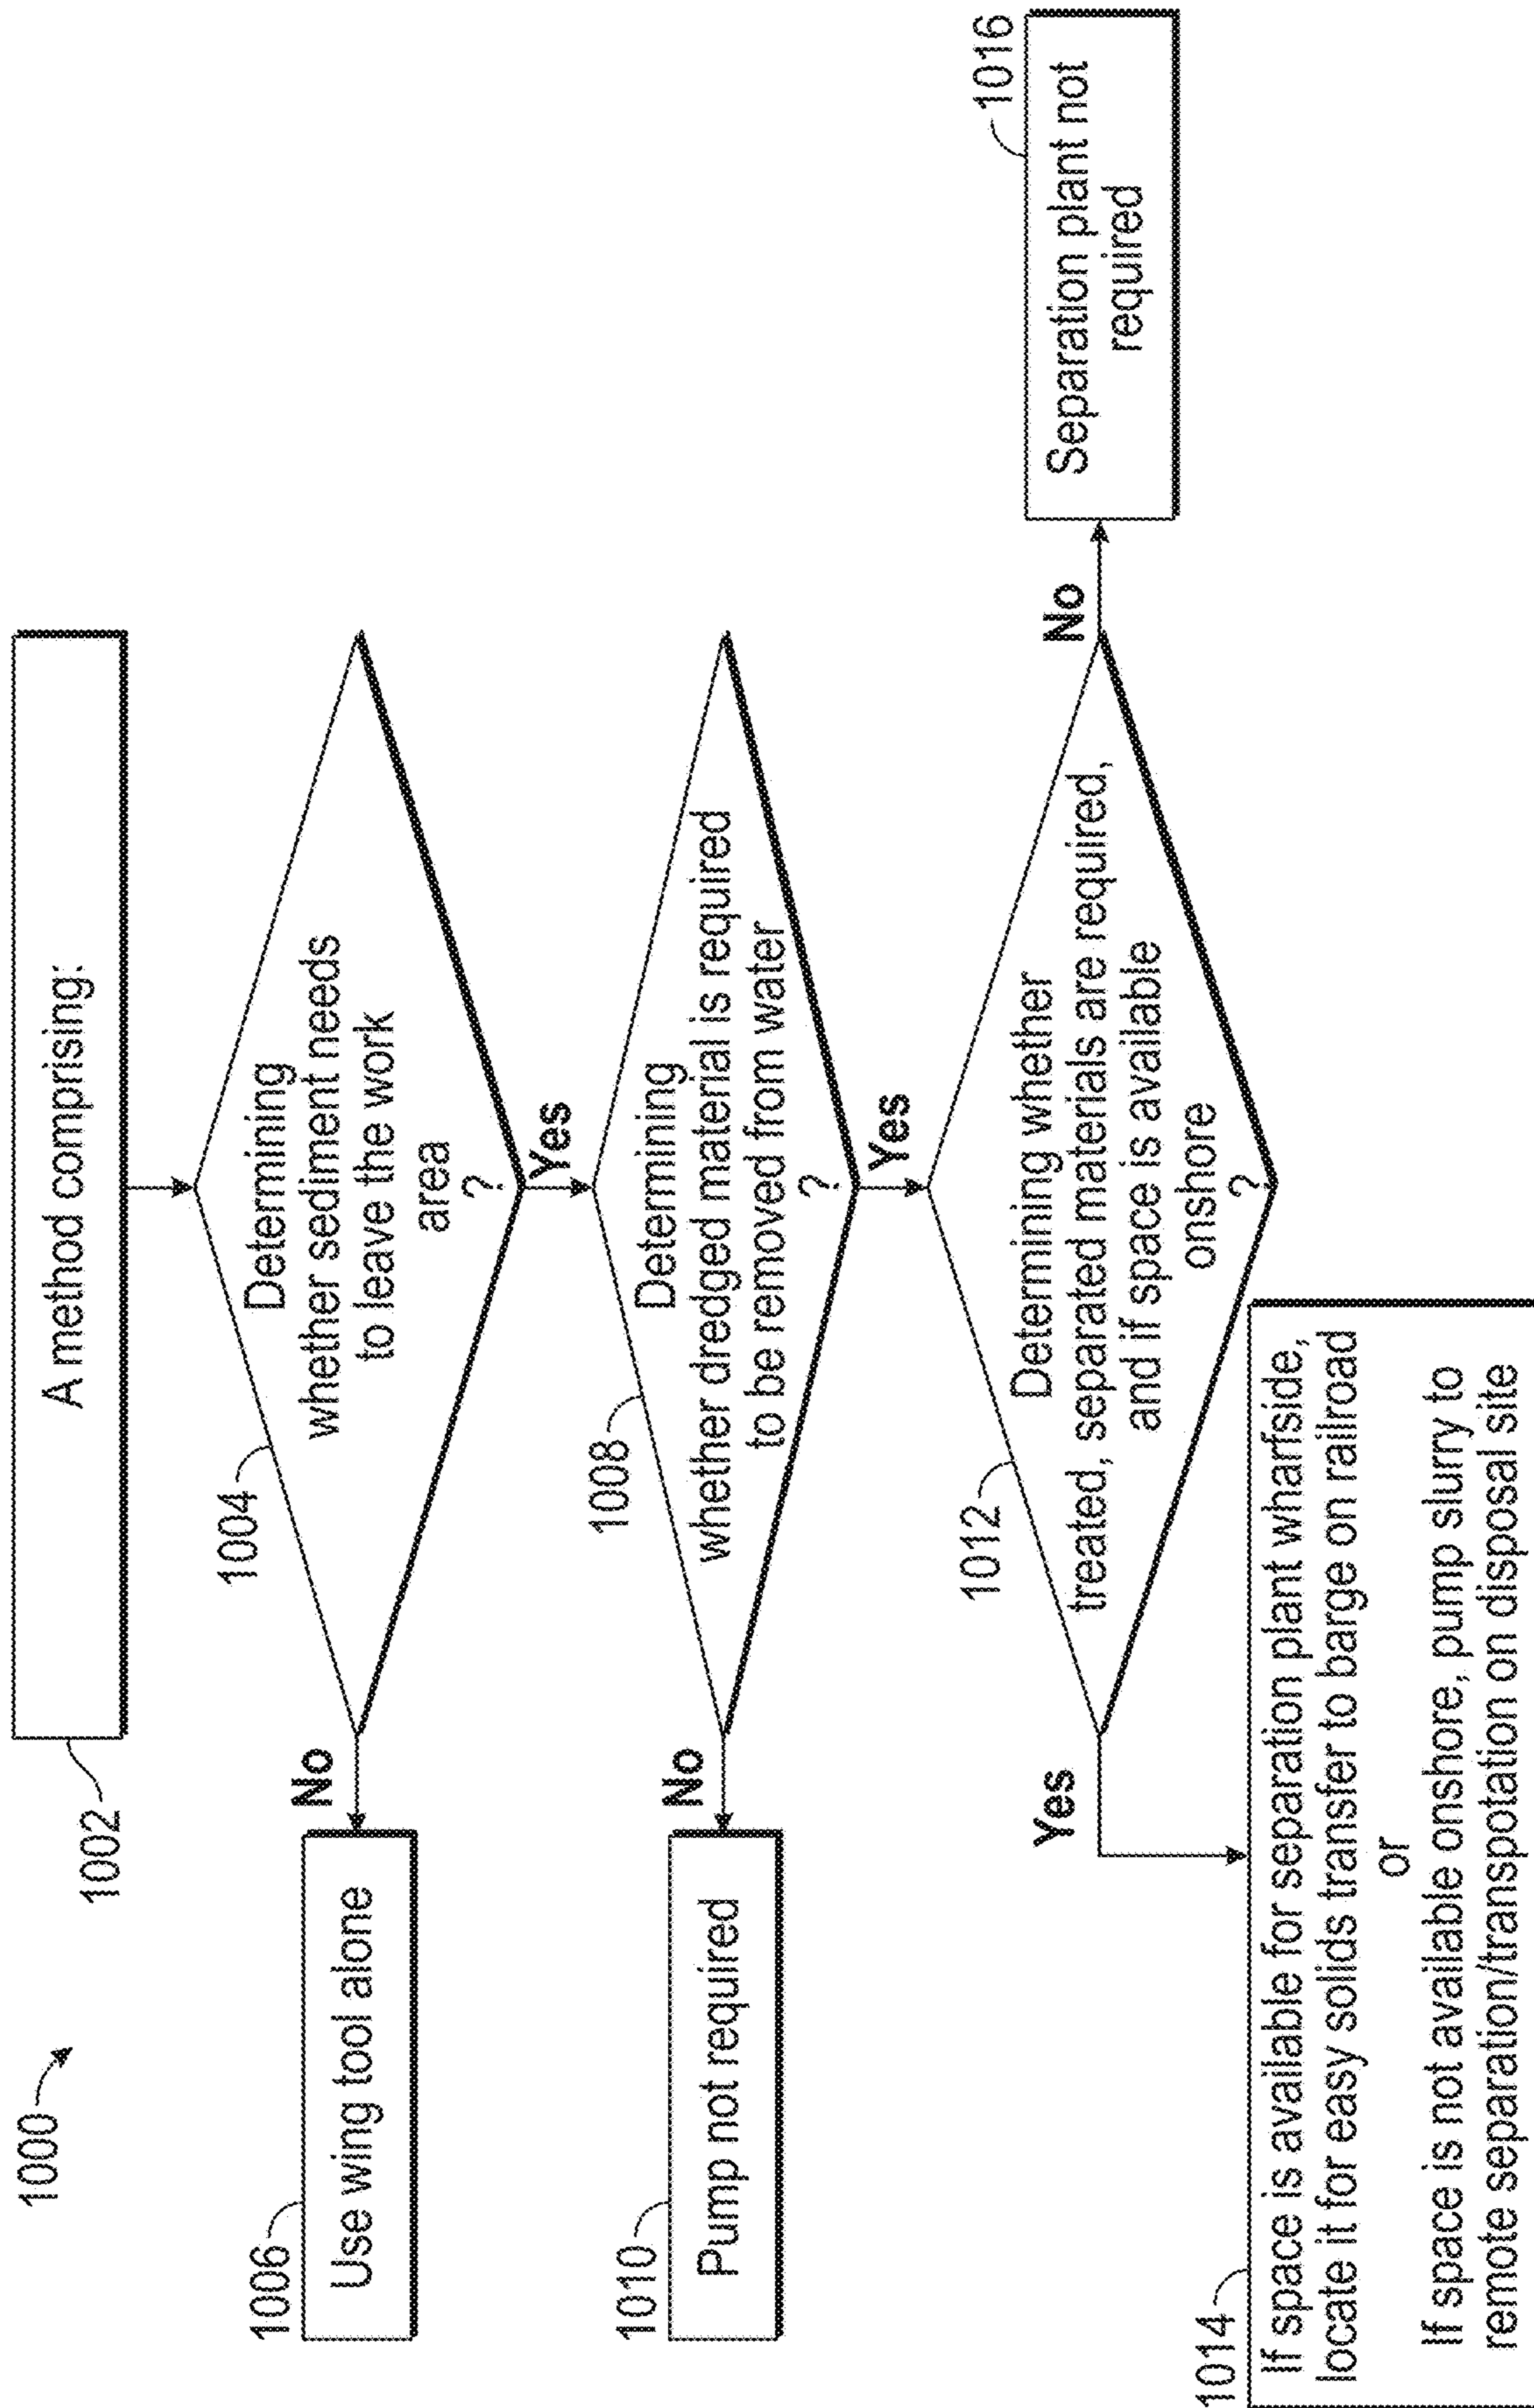 1000
1002
A method comprising:
1004
Determining
whether sediment needs
to leave the work
area
?
No
1006
Use wing tool alone
Yes
1008
Determining
whether dredged material is required
to be removed from water
?
No
1010
Pump not required
Yes
1012
Determining whether
treated, separated materials are required,
and if space is available
onshore
?
No
1016
Separation plant not
required
Yes
1014
If space is available for separation plant wharfside,
locate it for easy solids transfer to barge on railroad
or
If space is not available onshore, pump slurry to
remote separation/transpotation on disposal site